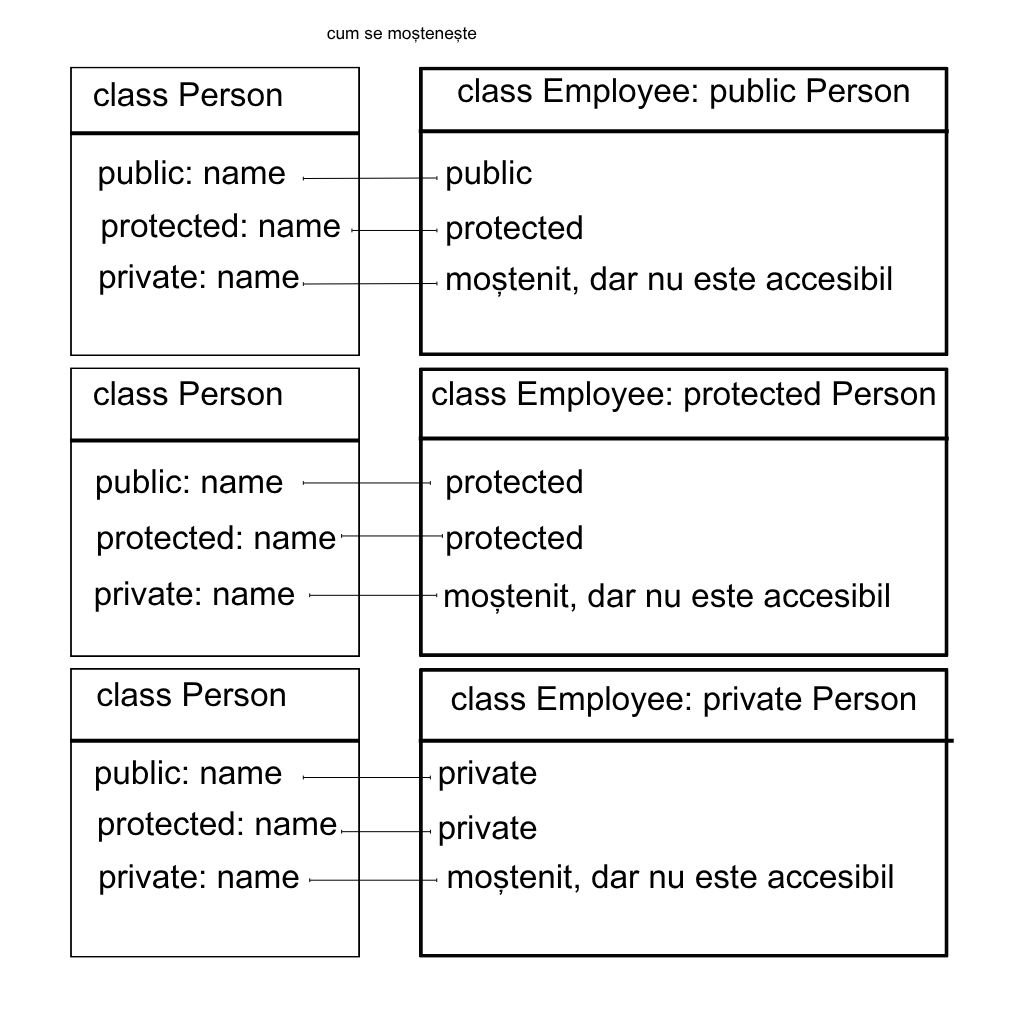 cum se moștenește
class Person
class Employee: public Person
public: name
public
protected: name
protected
private: name
moștenit, dar nu este accesibil
class Person
class Employee: protected Person
public: name
protected
protected: name
protected
private: name
moștenit, dar nu este accesibil
class Person
class Employee: private Person
public: name
private
protected: name
private
private: name
moștenit, dar nu este accesibil